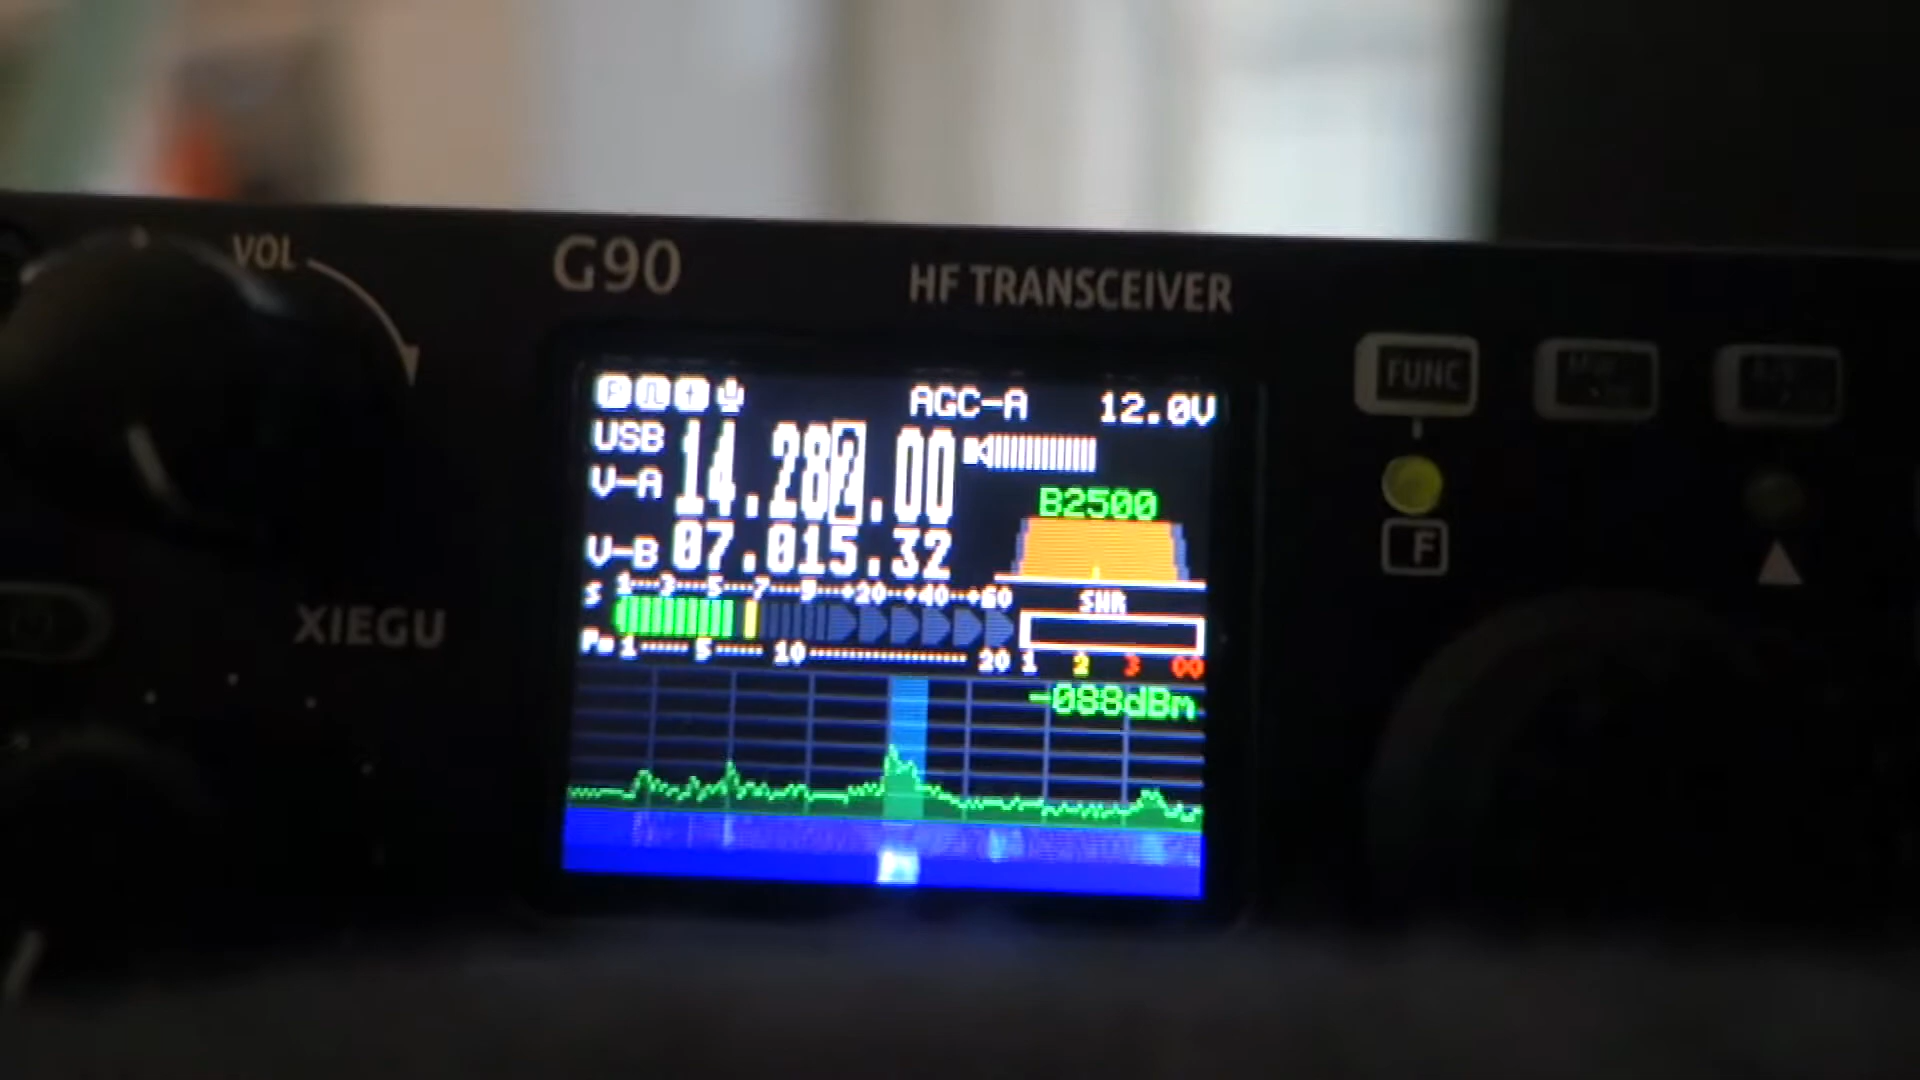 VOL
G90
HF TRANSCEIVER
FUNC
F
XIEGU
AGC-A 12.0V
USB
V-A 14.282.00
B2500
V-B 07.015.32
S 1 3 5 7 9 +20 +40 +60
SWR
1 5 10 20
1 2 3 ∞
-088dBm